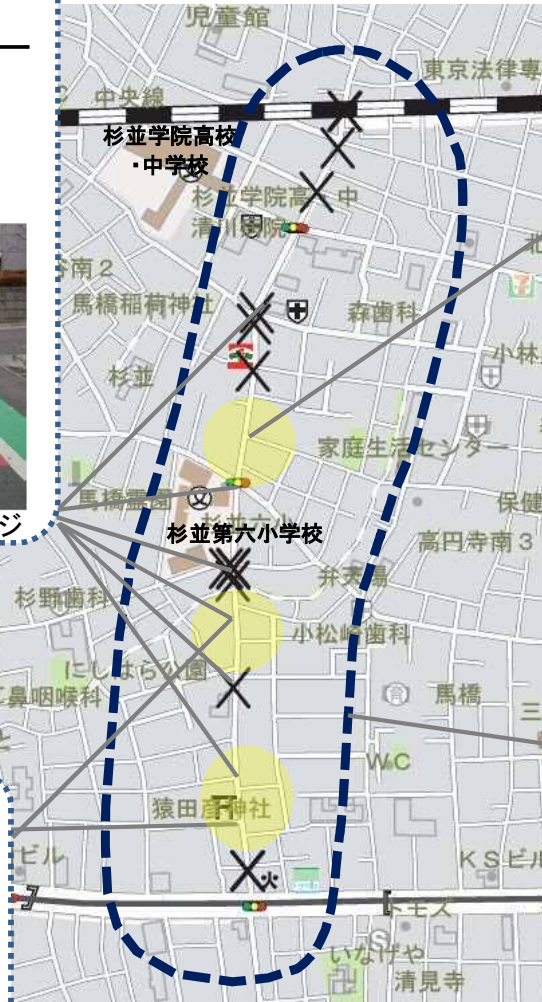 児童館
東京法律専
中央線
杉並学院高校
・中学校
杉並学院高 中
清川医院
谷南2
馬橋稲荷神社
森歯科
小林
杉並
家庭生活センター
馬橋霊園
保健
ジ
杉並第六小学校
高円寺南3
弁天湯
杉野歯科
小松崎歯科
にしはら公園
鼻咽喉科
馬橋
三
WC
猿田彦神社
ビル
KSビル
火
トモズ
いなげや
清見寺